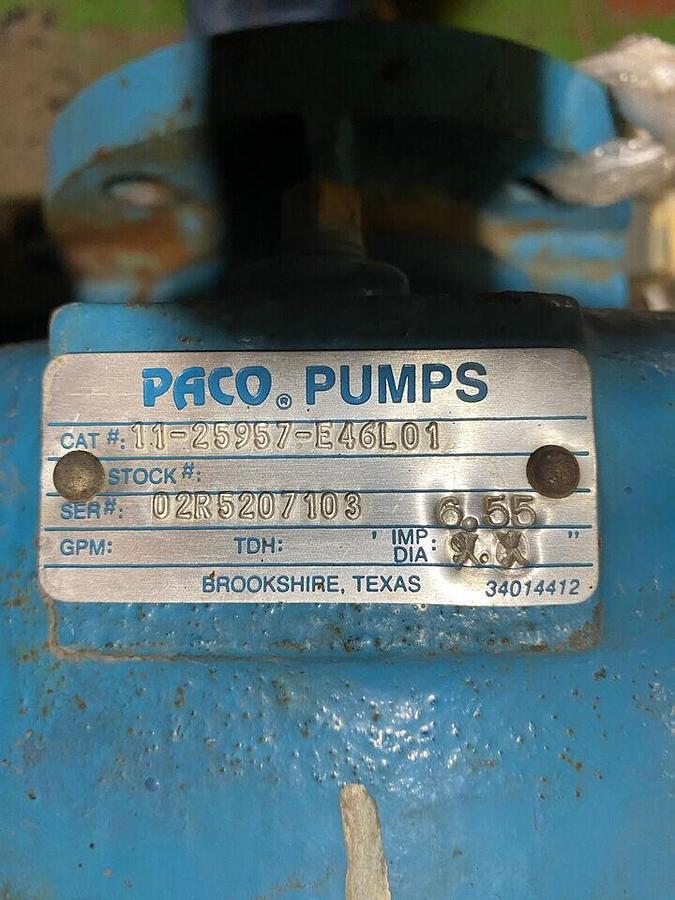 PACO® PUMPS
CAT #: 11-25957-E46L01
STOCK #:
SER#: 02R5207103 6.55
GPM: TDH: ' IMP. DIA: "
BROOKSHIRE, TEXAS 34014412